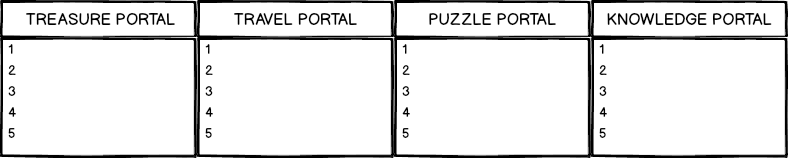 TREASURE PORTAL TRAVEL PORTAL PUZZLE PORTAL KNOWLEDGE PORTAL
1 1 1 1
2 2 2 2
3 3 3 3
4 4 4 4
5 5 5 5